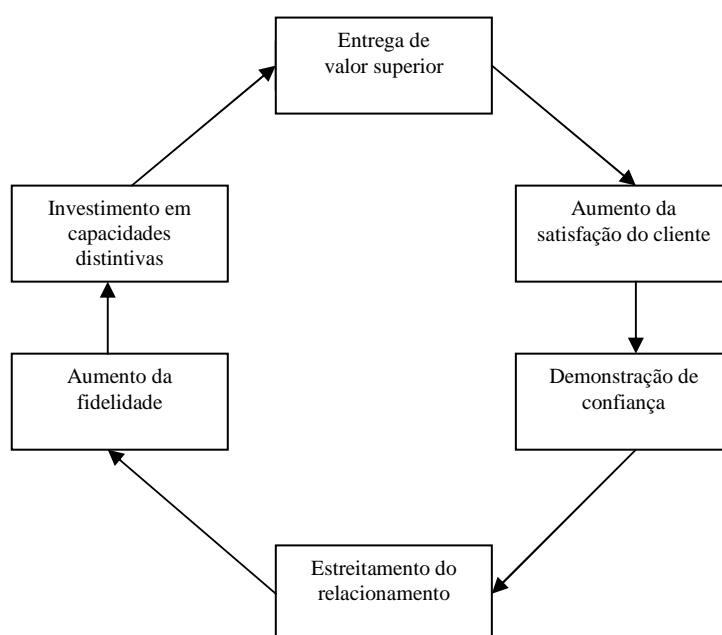 Entrega de
valor superior
Aumento da
satisfação do cliente
Demonstração de
confiança
Estreitamento do
relacionamento
Aumento da
fidelidade
Investimento em
capacidades
distintivas